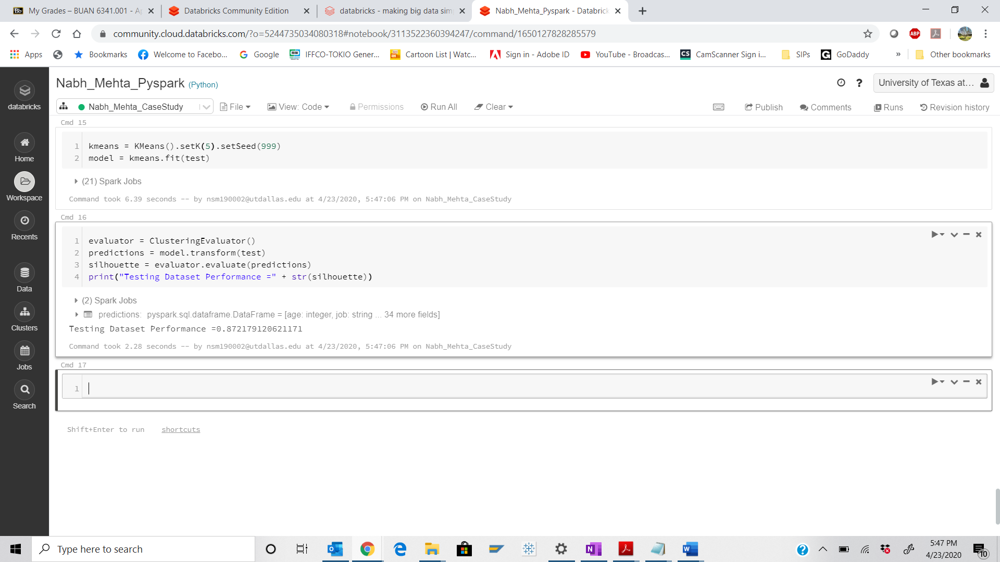 My Grades – BUAN 6341.001 - Ap
Databricks Community Edition
databricks - making big data sim
Nabh_Mehta_Pyspark - Databrick
community.cloud.databricks.com/?o=5244735034080318#notebook/3113522360394247/command/1650127828285579
Apps
Bookmarks
Welcome to Facebo...
Google
IFFCO-TOKIO Gener...
Cartoon List | Watc...
Sign in - Adobe ID
YouTube - Broadcas...
CamScanner Sign i...
SIPs
GoDaddy
»
Other bookmarks
Nabh_Mehta_Pyspark (Python)
University of Texas at...
databricks
Nabh_Mehta_CaseStudy
File
View: Code
Permissions
Run All
Clear
Publish
Comments
Runs
Revision history
Home
Workspace
Recents
Data
Clusters
Jobs
Search
Cmd 15
1 kmeans = KMeans().setK(5).setSeed(999)
2 model = kmeans.fit(test)
(21) Spark Jobs
Command took 6.39 seconds -- by nsm190002@utdallas.edu at 4/23/2020, 5:47:06 PM on Nabh_Mehta_CaseStudy
Cmd 16
1 evaluator = ClusteringEvaluator()
2 predictions = model.transform(test)
3 silhouette = evaluator.evaluate(predictions)
4 print("Testing Dataset Performance =" + str(silhouette))
(2) Spark Jobs
predictions: pyspark.sql.dataframe.DataFrame = [age: integer, job: string ... 34 more fields]
Testing Dataset Performance =0.872179120621171
Command took 2.28 seconds -- by nsm190002@utdallas.edu at 4/23/2020, 5:47:06 PM on Nabh_Mehta_CaseStudy
Cmd 17
1
Shift+Enter to run shortcuts
Type here to search
5:47 PM
4/23/2020
10